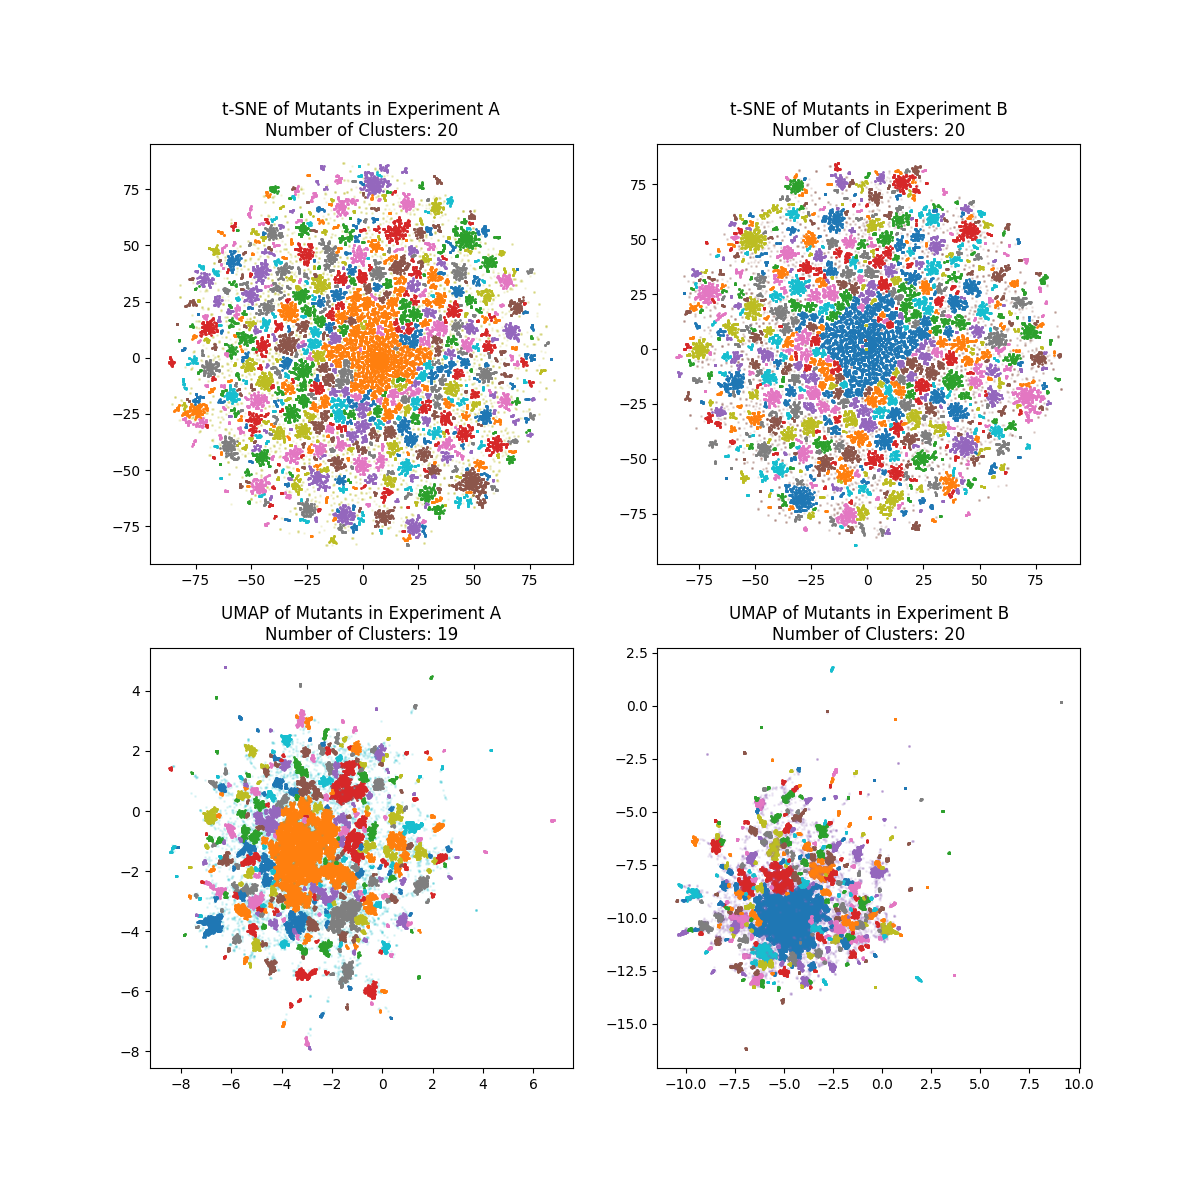 t-SNE of Mutants in Experiment A
Number of Clusters: 20
75
50
25
0
−25
−50
−75
−75 −50 −25 0 25 50 75
t-SNE of Mutants in Experiment B
Number of Clusters: 20
75
50
25
0
−25
−50
−75
−75 −50 −25 0 25 50 75
UMAP of Mutants in Experiment A
Number of Clusters: 19
4
2
0
−2
−4
−6
−8
−8 −6 −4 −2 0 2 4 6
UMAP of Mutants in Experiment B
Number of Clusters: 20
2.5
0.0
−2.5
−5.0
−7.5
−10.0
−12.5
−15.0
−10.0 −7.5 −5.0 −2.5 0.0 2.5 5.0 7.5 10.0